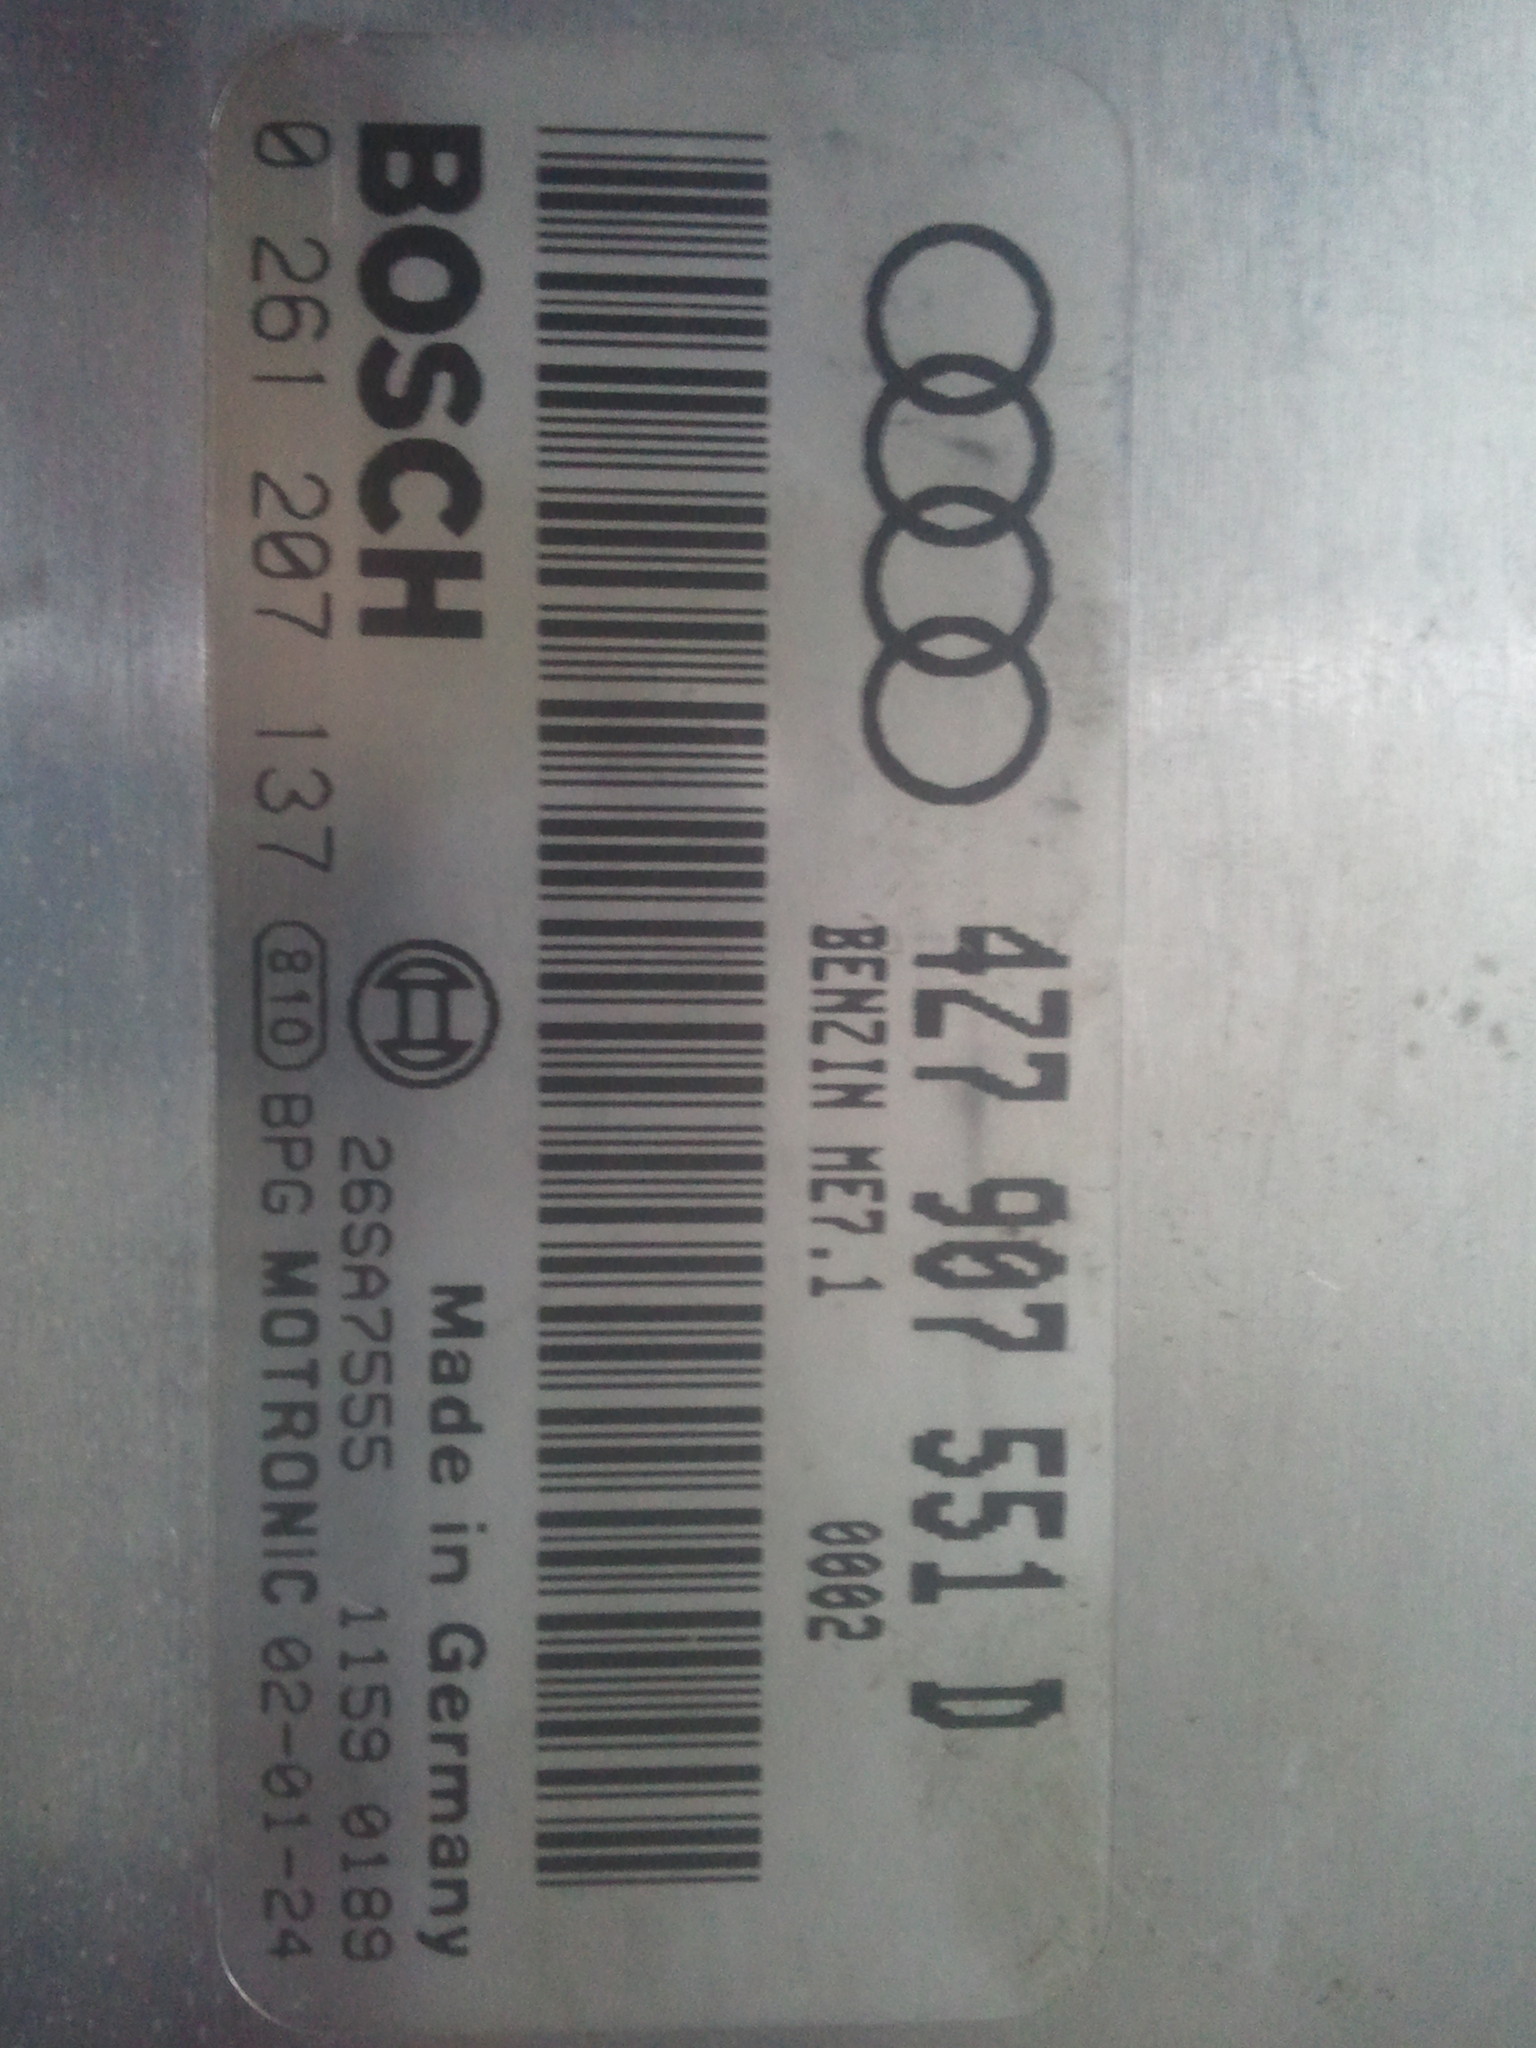 4Z7 907 551 D
BENZIN ME7.1 0002
BOSCH
Made in Germany
26SA7555 1159 0189
0 261 207 137 810 BPG MOTRONIC 02-01-24